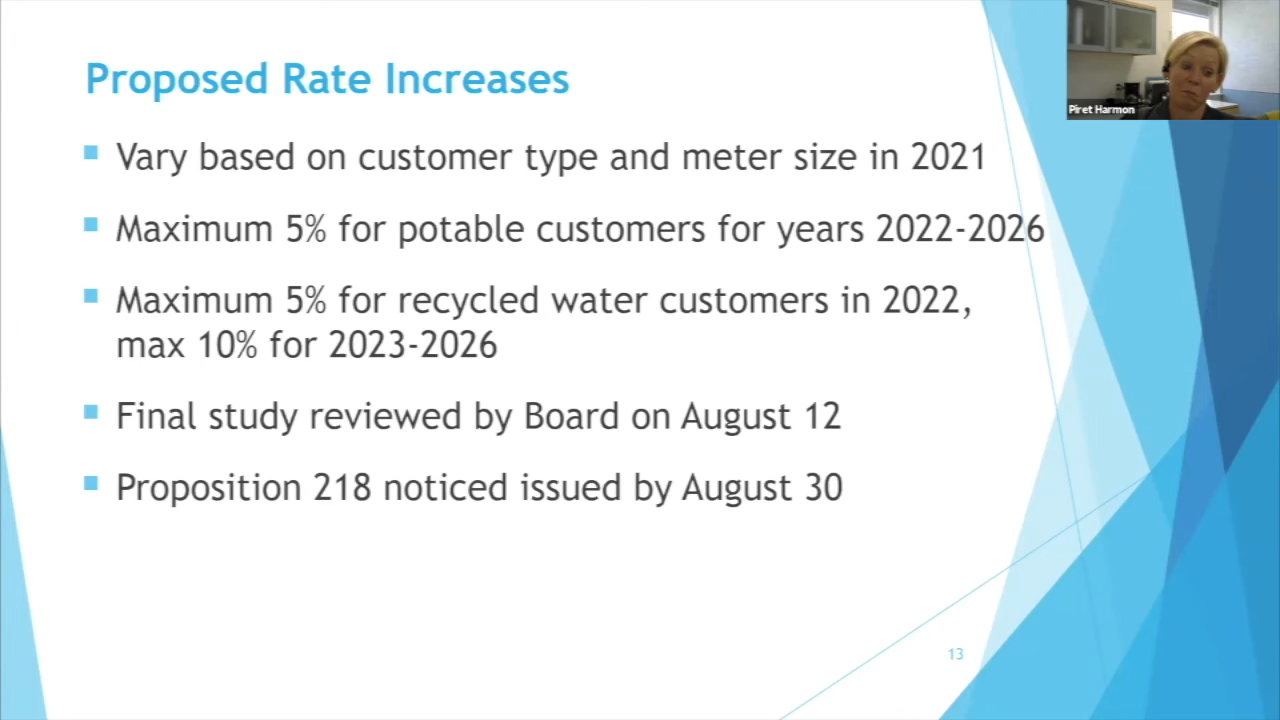 Proposed Rate Increases
Piret Harmon
Vary based on customer type and meter size in 2021
Maximum 5% for potable customers for years 2022-2026
Maximum 5% for recycled water customers in 2022,
max 10% for 2023-2026
Final study reviewed by Board on August 12
Proposition 218 noticed issued by August 30
13